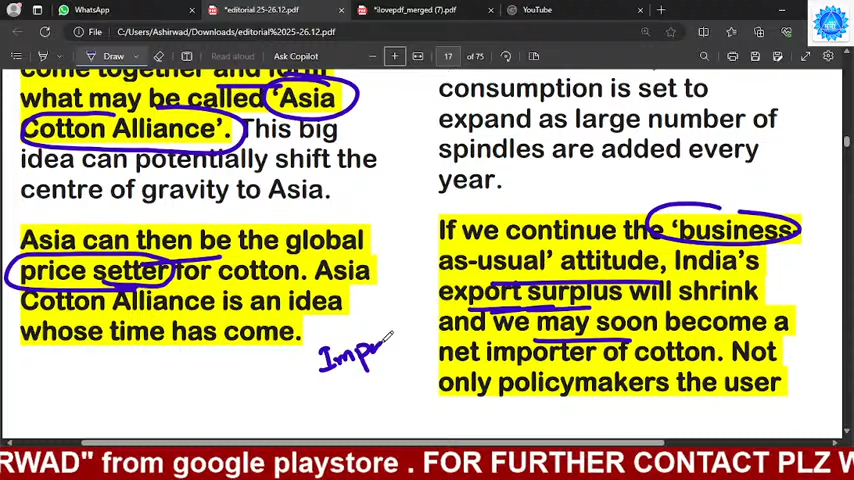 WhatsApp
*editorial 25-26.12.pdf
*ilovepdf_merged (7).pdf
YouTube
File
C:/Users/Ashirwad/Downloads/editorial%2025-26.12.pdf
Draw
Read aloud
Ask Copilot
17
of 75
come together and form
what may be called ‘Asia
Cotton Alliance’. This big
idea can potentially shift the
centre of gravity to Asia.
Asia can then be the global
price setter for cotton. Asia
Cotton Alliance is an idea
whose time has come.
Impo
consumption is set to
expand as large number of
spindles are added every
year.
If we continue the ‘business-
as-usual’ attitude, India’s
export surplus will shrink
and we may soon become a
net importer of cotton. Not
only policymakers the user
RWAD" from google playstore . FOR FURTHER CONTACT PLZ W